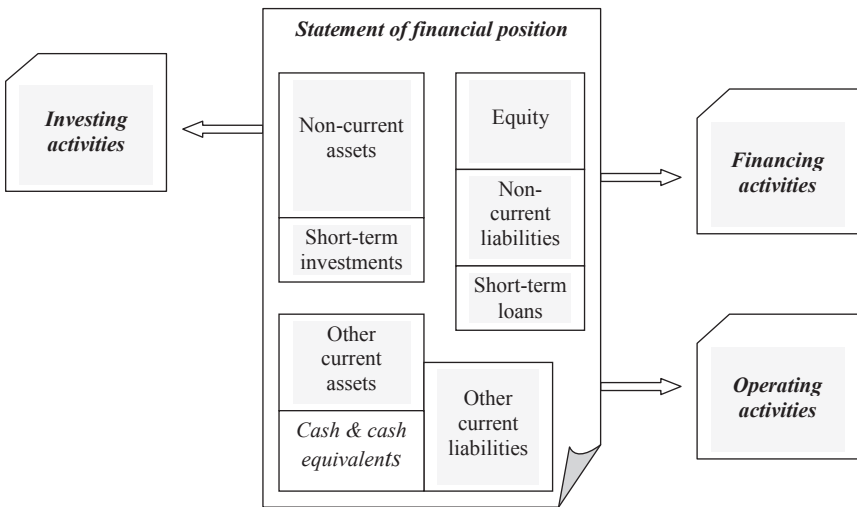 Statement of financial position
Investing
activities
Non-current
assets
Short-term
investments
Equity
Non-
current
liabilities
Short-term
loans
Financing
activities
Other
current
assets
Cash & cash
equivalents
Other
current
liabilities
Operating
activities